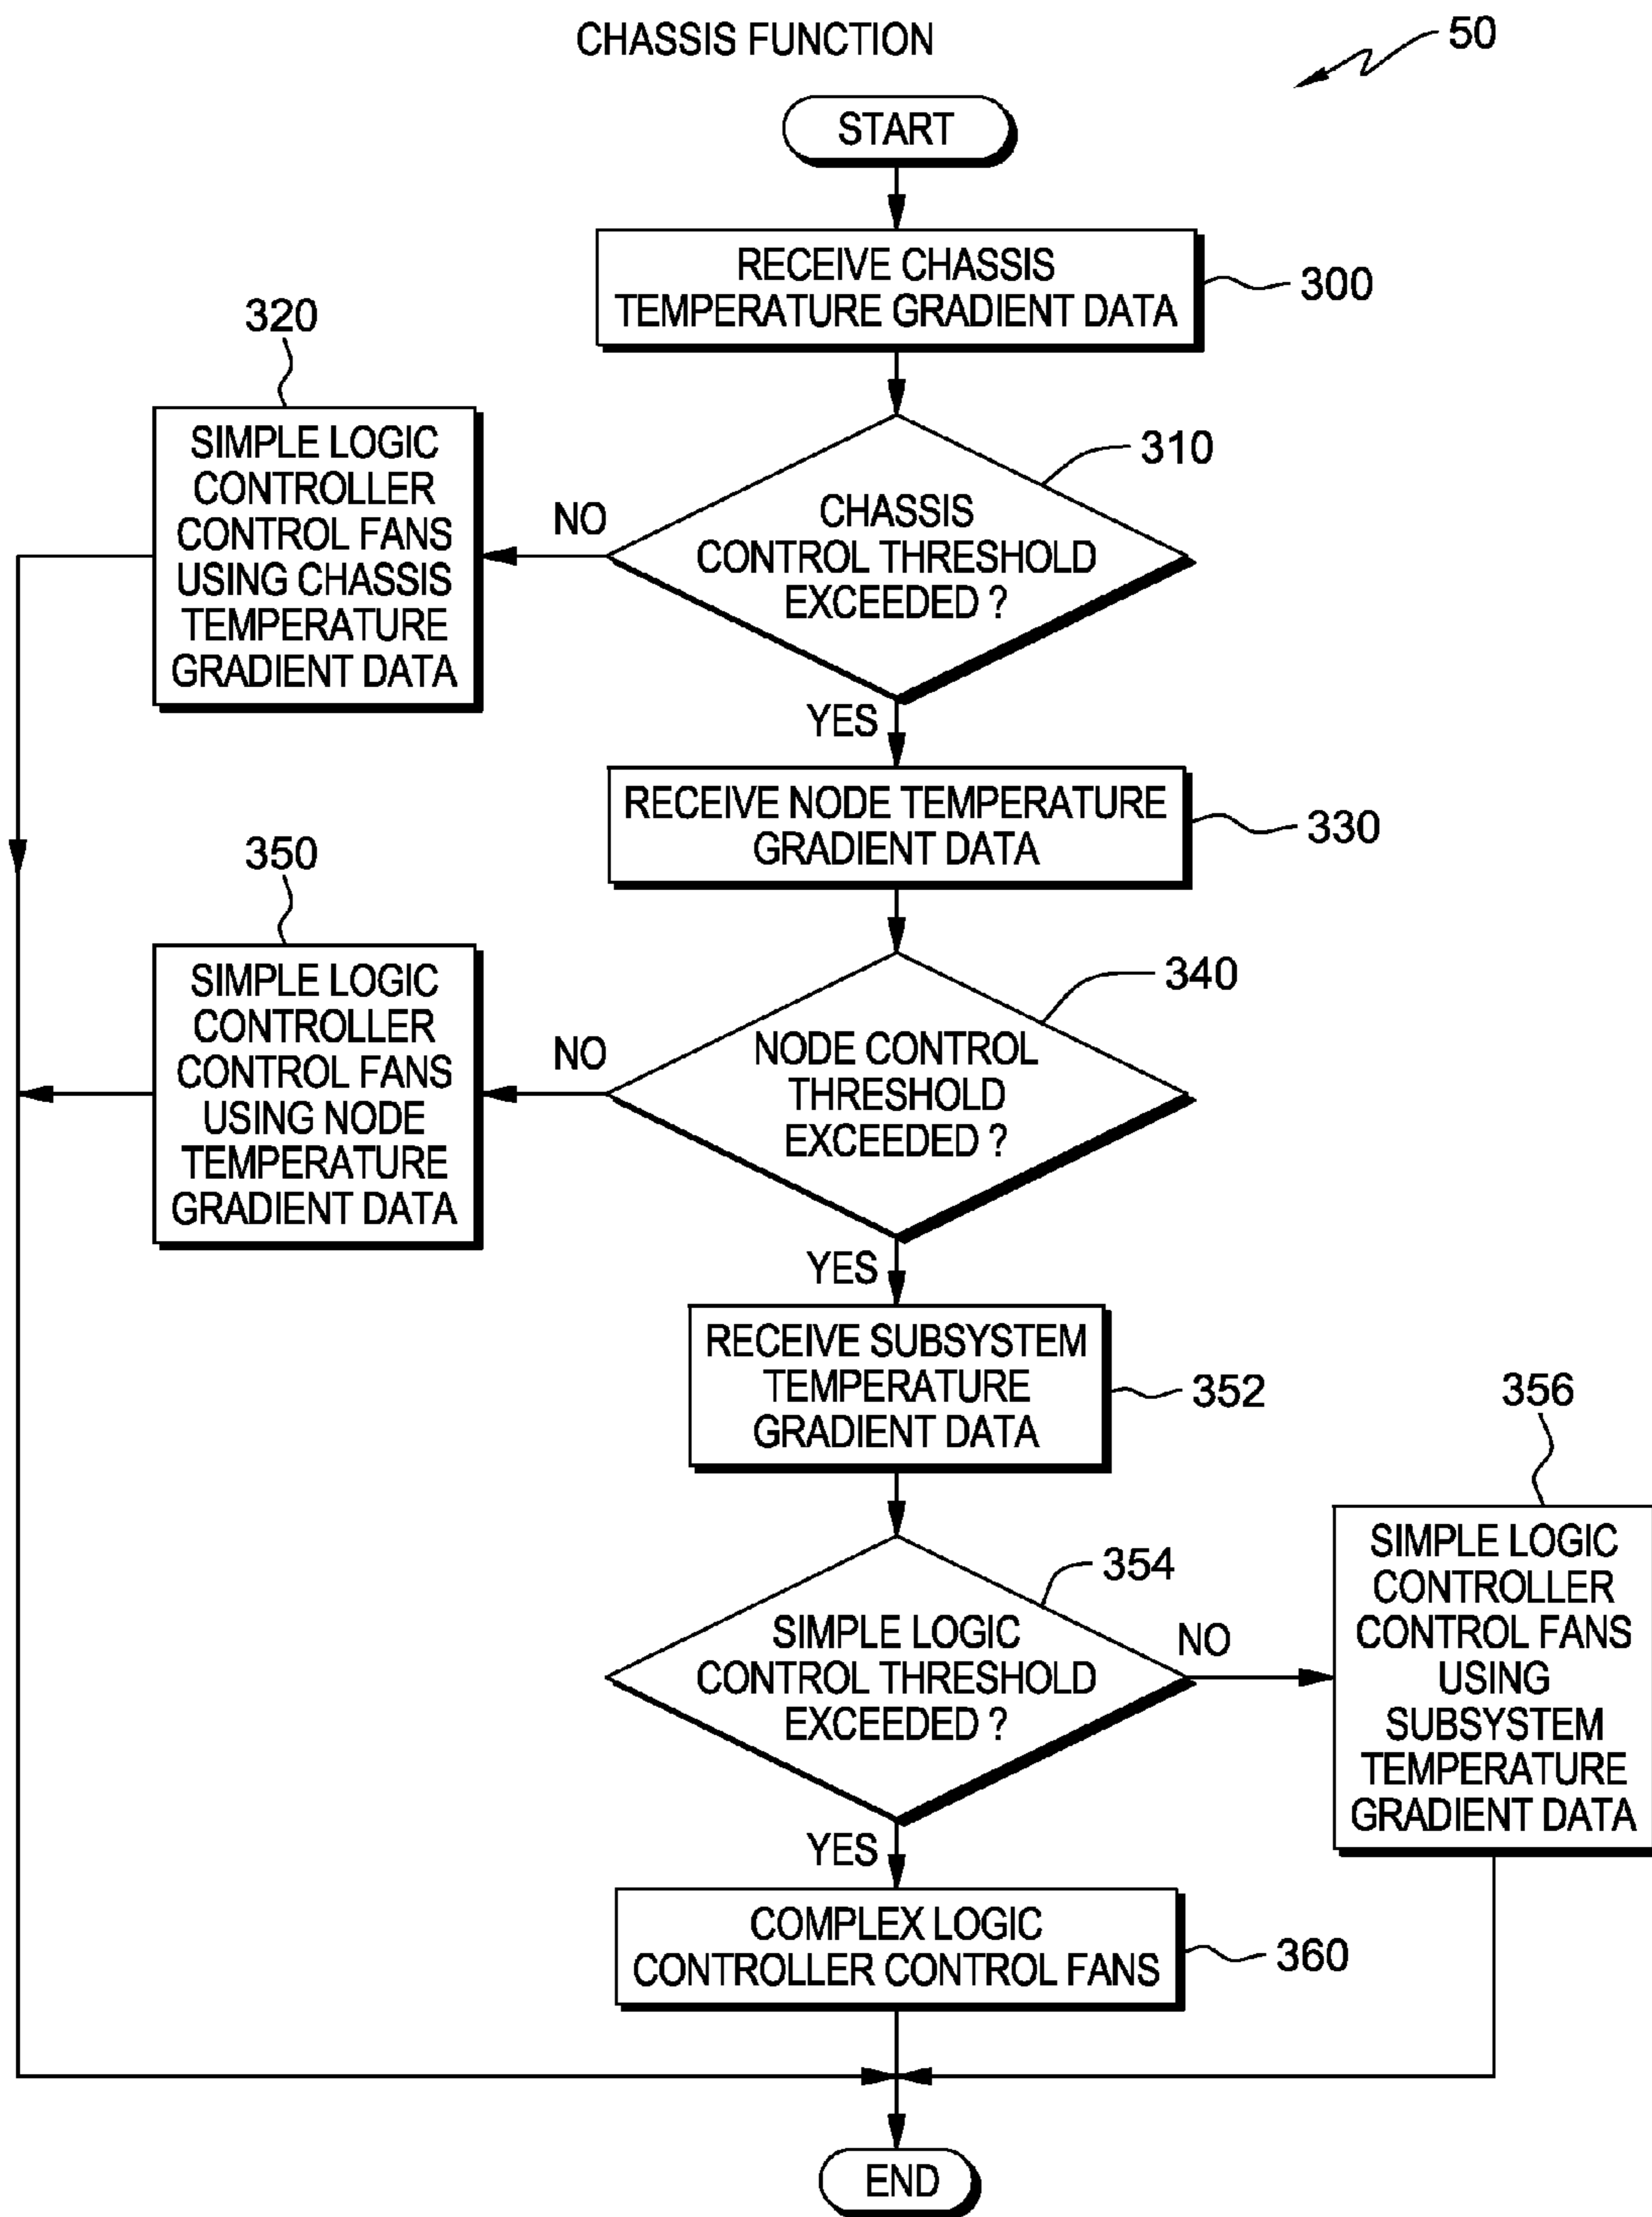 CHASSIS FUNCTION
50
START
RECEIVE CHASSIS
TEMPERATURE GRADIENT DATA
300
320
SIMPLE LOGIC
CONTROLLER
CONTROL FANS
USING CHASSIS
TEMPERATURE
GRADIENT DATA
NO
310
CHASSIS
CONTROL THRESHOLD
EXCEEDED ?
YES
RECEIVE NODE TEMPERATURE
GRADIENT DATA
330
350
SIMPLE LOGIC
CONTROLLER
CONTROL FANS
USING NODE
TEMPERATURE
GRADIENT DATA
NO
340
NODE CONTROL
THRESHOLD
EXCEEDED ?
YES
RECEIVE SUBSYSTEM
TEMPERATURE
GRADIENT DATA
352
354
SIMPLE LOGIC
CONTROL THRESHOLD
EXCEEDED ?
NO
356
SIMPLE LOGIC
CONTROLLER
CONTROL FANS
USING
SUBSYSTEM
TEMPERATURE
GRADIENT DATA
YES
COMPLEX LOGIC
CONTROLLER CONTROL FANS
360
END